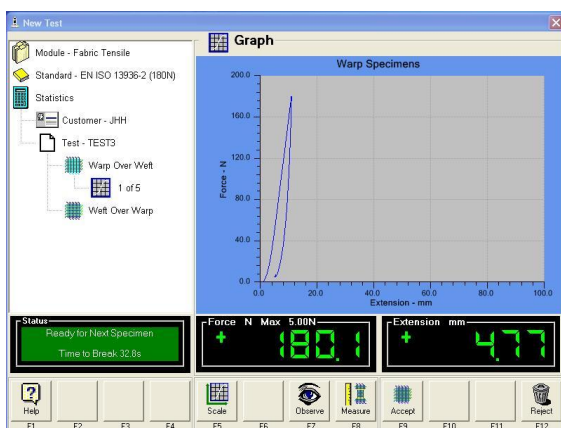 New Test
Module - Fabric Tensile
Standard - EN ISO 13936-2 (180N)
Statistics
Customer - JHH
Test - TEST3
Warp Over Weft
1 of 5
Weft Over Warp
Graph
Warp Specimens
200.0
160.0
120.0
80.0
40.0
0.0
Force - N
0.0 20.0 40.0 60.0 80.0 100.0
Extension - mm
Status
Ready for Next Specimen
Time to Break 32.8s
Force N Max 5.00N
+ 180.1
Extension mm
+ 4.77
Help Scale Observe Measure Accept Reject
F1 F2 F3 F4 F5 F6 F7 F8 F9 F10 F11 F12